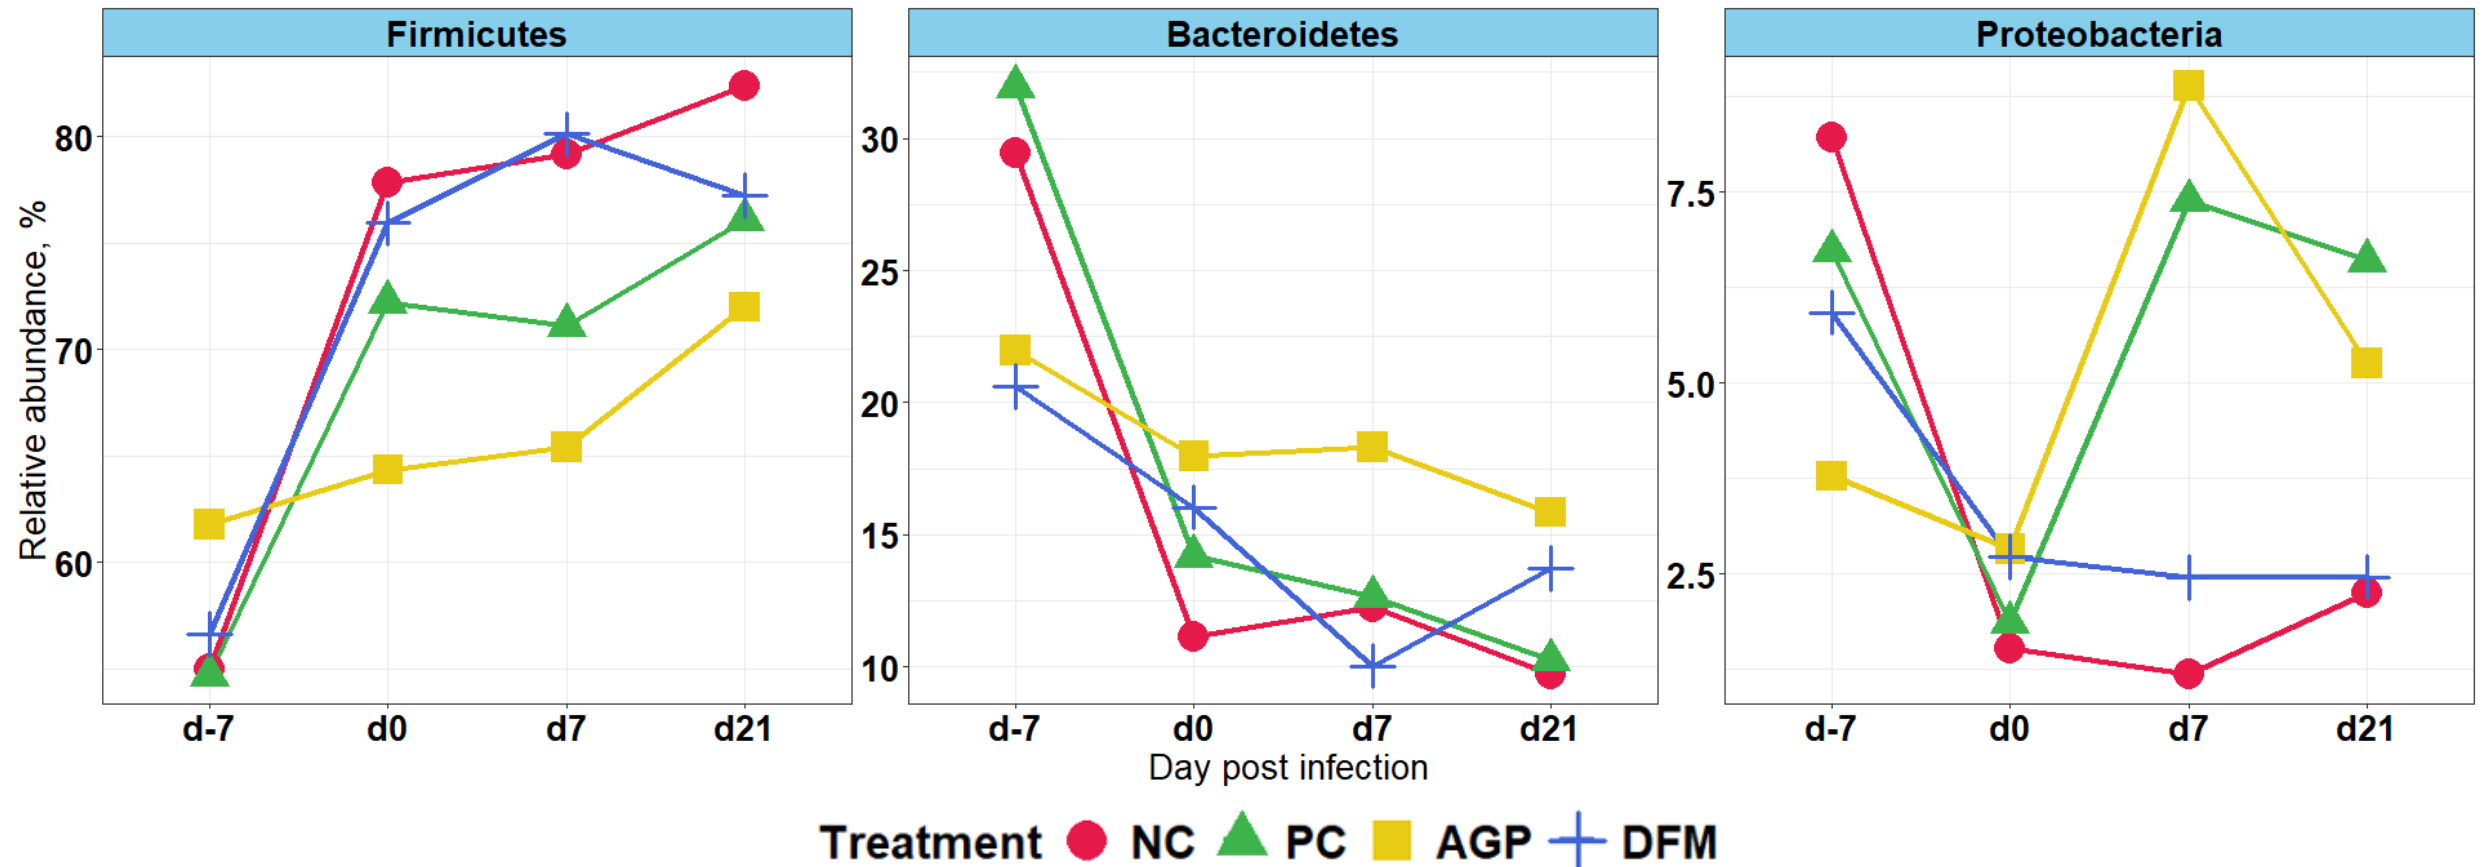 Firmicutes
Bacteroidetes
Proteobacteria
Relative abundance, %
80
70
60
30
25
20
15
10
7.5
5.0
2.5
d-7 d0 d7 d21
d-7 d0 d7 d21
d-7 d0 d7 d21
Day post infection
Treatment NC PC AGP DFM